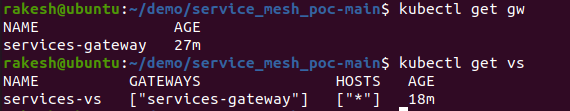 rakesh@ubuntu:~/demo/service_mesh_poc-main$ kubectl get gw
NAME AGE
services-gateway 27m
rakesh@ubuntu:~/demo/service_mesh_poc-main$ kubectl get vs
NAME GATEWAYS HOSTS AGE
services-vs ["services-gateway"] ["*"] 18m